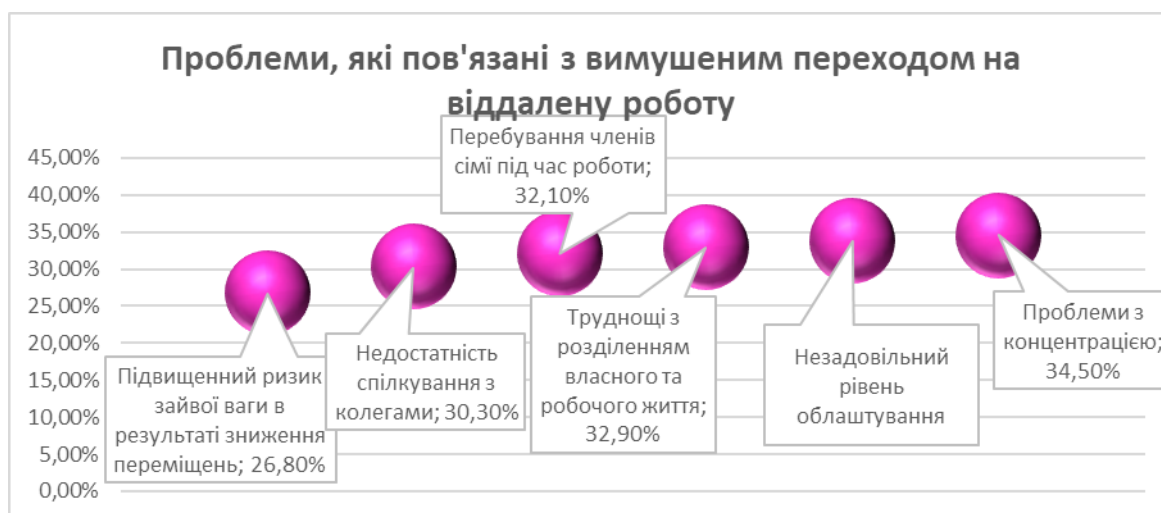 Проблеми, які пов'язані з вимушеним переходом на
віддалену роботу
45,00%
40,00%
35,00%
30,00%
25,00%
20,00%
15,00%
10,00%
5,00%
0,00%
Підвищенний ризик
зайвої ваги в
результаті зниження
переміщень; 26,80%
Недостатність
спілкування з
колегами; 30,30%
Перебування членів
сімї під час роботи;
32,10%
Труднощі з
розділенням
власного та
робочого життя;
32,90%
Незадовільний
рівень
облаштування
Проблеми з
концентрацією;
34,50%